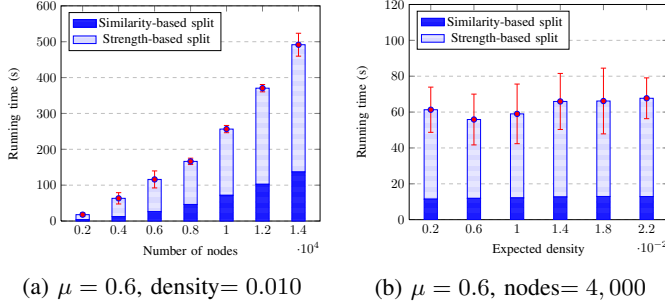 600
500
400
300
200
100
0
Running time (s)
Similarity-based split
Strength-based split
0.2 0.4 0.6 0.8 1 1.2 1.4
·10⁴
Number of nodes
(a) μ = 0.6, density= 0.010
120
100
80
60
40
20
0
Running time (s)
Similarity-based split
Strength-based split
0.2 0.6 1 1.4 1.8 2.2
·10⁻²
Expected density
(b) μ = 0.6, nodes= 4,000